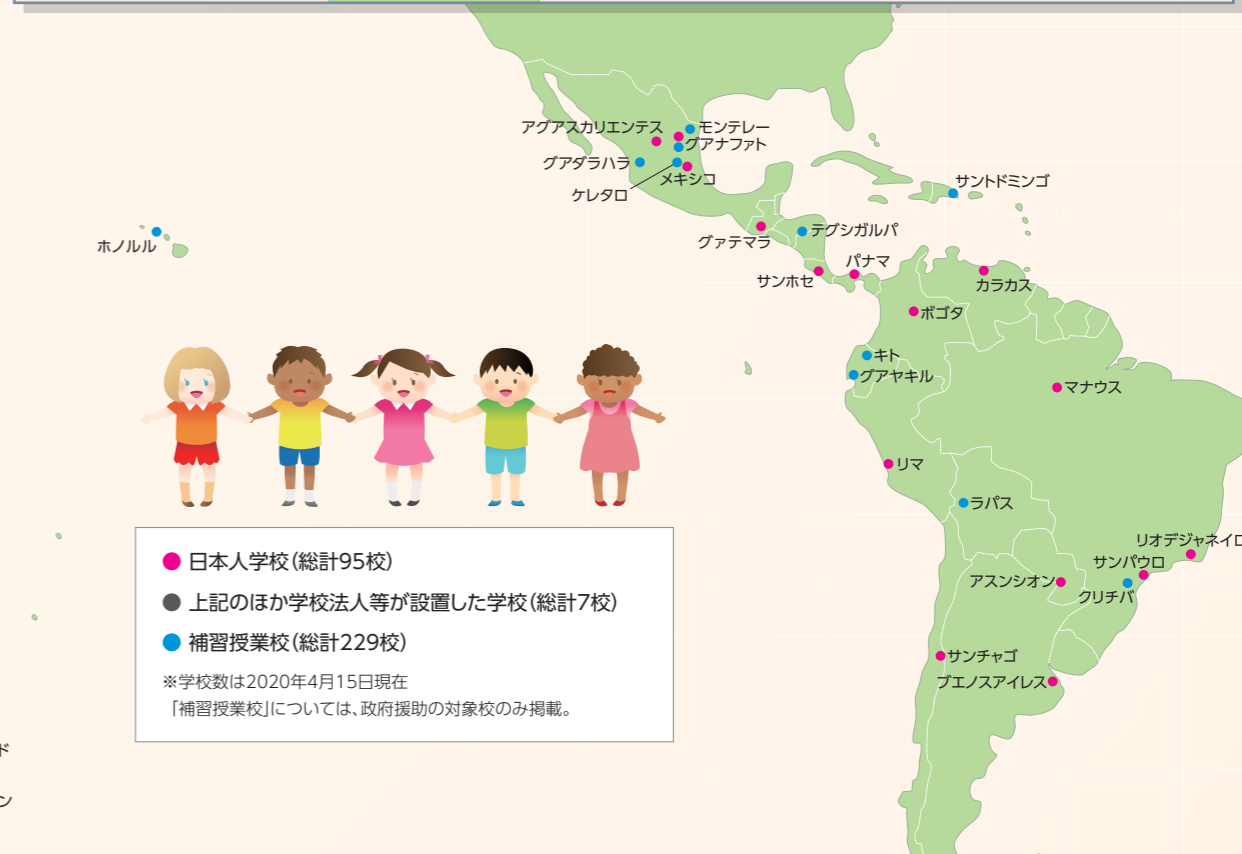 アグアスカリエンテス
モンテレー
グアナファト
グアダラハラ
メキシコ
ケレタロ
サントドミンゴ
ホノルル
グァテマラ
テグシガルパ
サンホセ
パナマ
カラカス
ボゴタ
キト
グアヤキル
マナウス
リマ
ラパス
リオデジャネイロ
サンパウロ
アスンシオン
クリチバ
サンチャゴ
ブエノスアイレス
日本人学校(総計95校)
上記のほか学校法人等が設置した学校(総計7校)
補習授業校(総計229校)
※学校数は2020年4月15日現在
「補習授業校」については、政府援助の対象校のみ掲載。
ド
ン